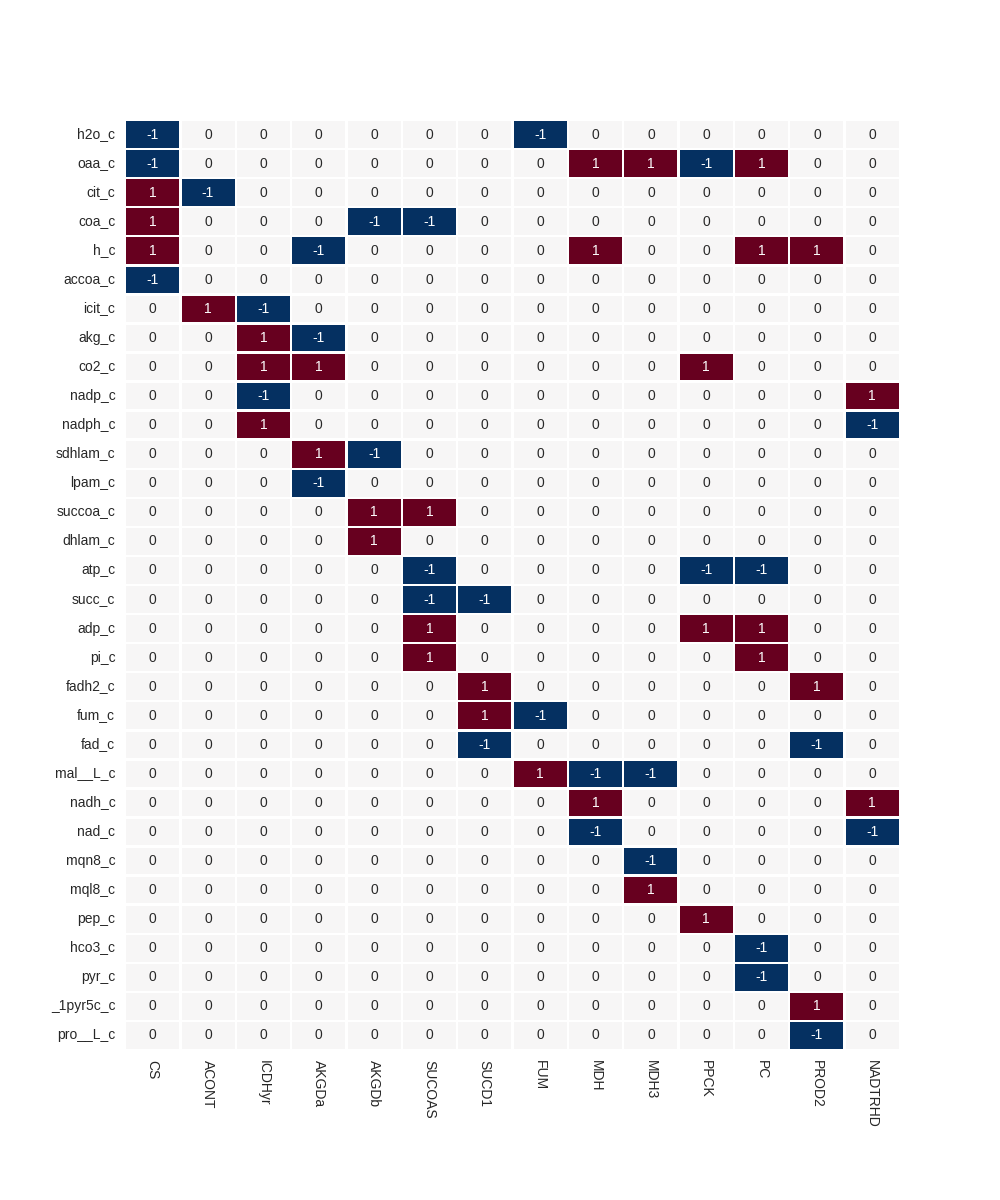 h2o_c -1 0 0 0 0 0 0 -1 0 0 0 0 0 0
oaa_c -1 0 0 0 0 0 0 0 1 1 -1 1 0 0
cit_c 1 -1 0 0 0 0 0 0 0 0 0 0 0 0
coa_c 1 0 0 0 -1 -1 0 0 0 0 0 0 0 0
h_c 1 0 0 -1 0 0 0 0 1 0 0 1 1 0
accoa_c -1 0 0 0 0 0 0 0 0 0 0 0 0 0
icit_c 0 1 -1 0 0 0 0 0 0 0 0 0 0 0
akg_c 0 0 1 -1 0 0 0 0 0 0 0 0 0 0
co2_c 0 0 1 1 0 0 0 0 0 0 1 0 0 0
nadp_c 0 0 -1 0 0 0 0 0 0 0 0 0 0 1
nadph_c 0 0 1 0 0 0 0 0 0 0 0 0 0 -1
sdhlam_c 0 0 0 1 -1 0 0 0 0 0 0 0 0 0
lpam_c 0 0 0 -1 0 0 0 0 0 0 0 0 0 0
succoa_c 0 0 0 0 1 1 0 0 0 0 0 0 0 0
dhlam_c 0 0 0 0 1 0 0 0 0 0 0 0 0 0
atp_c 0 0 0 0 0 -1 0 0 0 0 -1 -1 0 0
succ_c 0 0 0 0 0 -1 -1 0 0 0 0 0 0 0
adp_c 0 0 0 0 0 1 0 0 0 0 1 1 0 0
pi_c 0 0 0 0 0 1 0 0 0 0 0 1 0 0
fadh2_c 0 0 0 0 0 0 1 0 0 0 0 0 1 0
fum_c 0 0 0 0 0 0 1 -1 0 0 0 0 0 0
fad_c 0 0 0 0 0 0 -1 0 0 0 0 0 -1 0
mal__L_c 0 0 0 0 0 0 0 1 -1 -1 0 0 0 0
nadh_c 0 0 0 0 0 0 0 0 1 0 0 0 0 1
nad_c 0 0 0 0 0 0 0 0 -1 0 0 0 0 -1
mqn8_c 0 0 0 0 0 0 0 0 0 -1 0 0 0 0
mql8_c 0 0 0 0 0 0 0 0 0 1 0 0 0 0
pep_c 0 0 0 0 0 0 0 0 0 0 1 0 0 0
hco3_c 0 0 0 0 0 0 0 0 0 0 0 -1 0 0
pyr_c 0 0 0 0 0 0 0 0 0 0 0 -1 0 0
_1pyr5c_c 0 0 0 0 0 0 0 0 0 0 0 0 1 0
pro__L_c 0 0 0 0 0 0 0 0 0 0 0 0 -1 0
CS ACONT ICDHyr AKGDa AKGDb SUCOAS SUCD1 FUM MDH MDH3 PPCK PC PROD2 NADTRHD